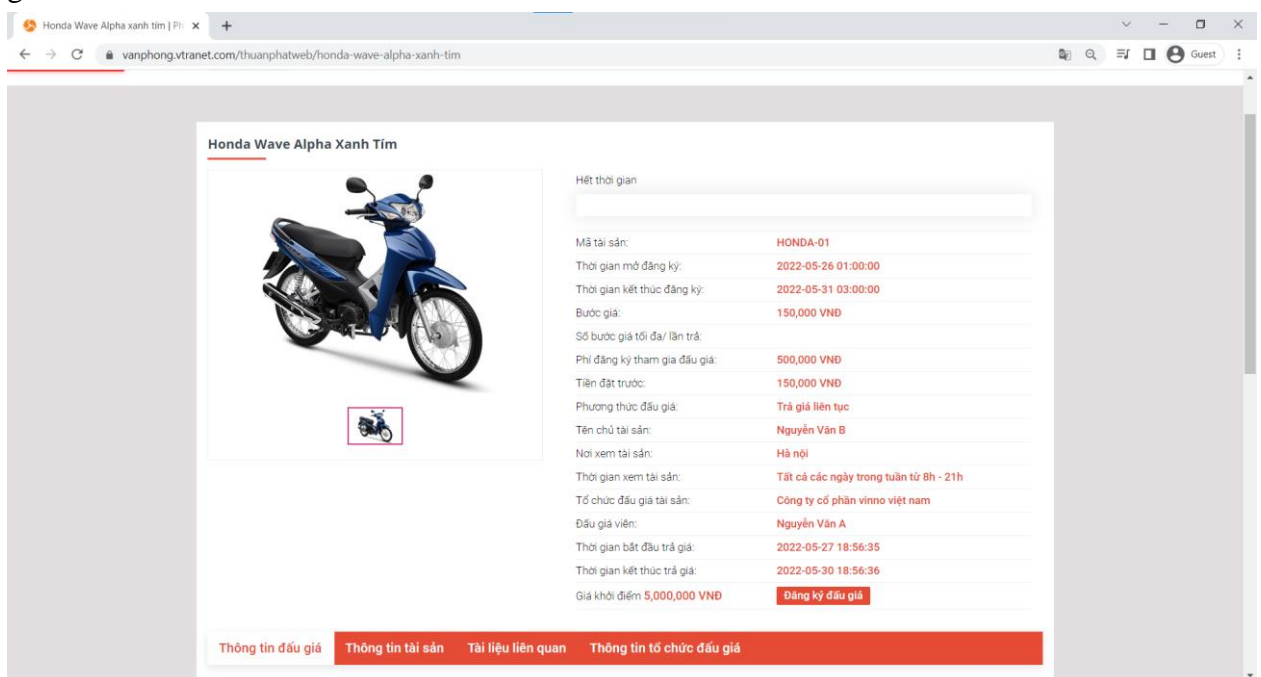 Honda Wave Alpha xanh tím | Ph
vanphong.vtranet.com/thuanphatweb/honda-wave-alpha-xanh-tim
Guest
Honda Wave Alpha Xanh Tím
Hết thời gian
Mã tài sản: HONDA-01
Thời gian mở đăng ký: 2022-05-26 01:00:00
Thời gian kết thúc đăng ký: 2022-05-31 03:00:00
Bước giá: 150,000 VNĐ
Số bước giá tối đa/ lần trả:
Phí đăng ký tham gia đấu giá: 500,000 VNĐ
Tiền đặt trước: 150,000 VNĐ
Phương thức đấu giá: Trả giá liên tục
Tên chủ tài sản: Nguyễn Văn B
Nơi xem tài sản: Hà nội
Thời gian xem tài sản: Tất cả các ngày trong tuần từ 8h - 21h
Tổ chức đấu giá tài sản: Công ty cổ phần vinno việt nam
Đấu giá viên: Nguyễn Văn A
Thời gian bắt đầu trả giá: 2022-05-27 18:56:35
Thời gian kết thúc trả giá: 2022-05-30 18:56:36
Giá khởi điểm 5,000,000 VNĐ Đăng ký đấu giá
Thông tin đấu giá Thông tin tài sản Tài liệu liên quan Thông tin tổ chức đấu giá